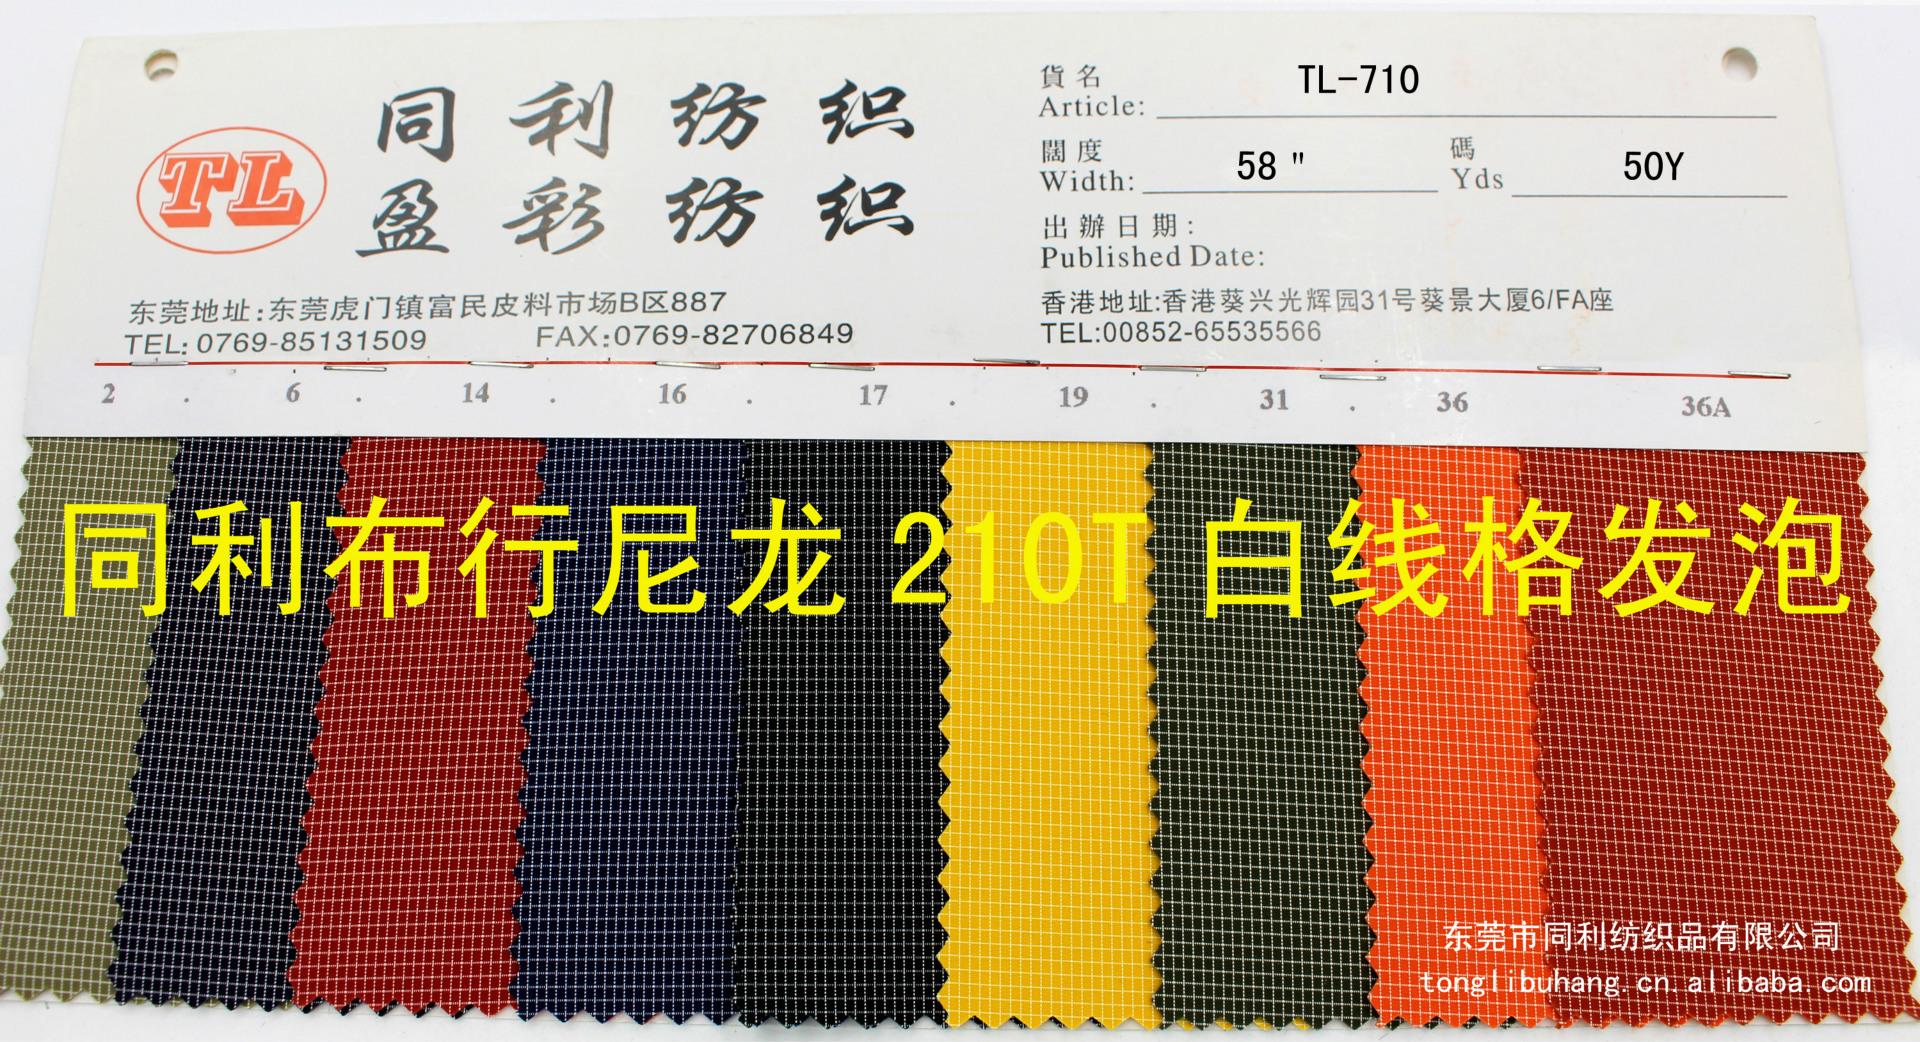 TL
同利纺织
盈彩纺织
东莞地址:东莞虎门镇富民皮料市场B区887
TEL: 0769-85131509 FAX:0769-82706849
貨名
Article: TL-710
闊度 碼
Width: 58" Yds 50Y
出辦日期:
Published Date:
香港地址:香港葵兴光辉园31号葵景大厦6/FA座
TEL:00852-65535566
2 . 6 . 14 . 16 . 17 . 19 . 31 . 36 36A
同利布行尼龙210T白线格发泡
东莞市同利纺织品有限公司
tonglibuhang.cn.alibaba.com